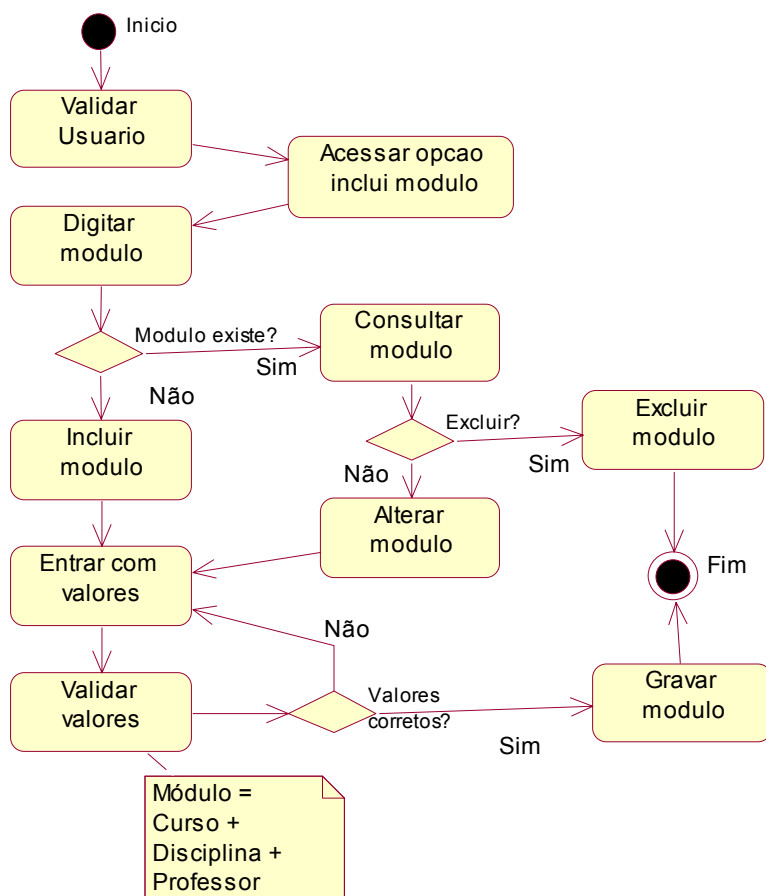 Inicio
Validar
Usuario
Acessar opcao
inclui modulo
Digitar
modulo
Modulo existe?
Sim
Consultar
modulo
Não
Excluir?
Sim
Excluir
modulo
Incluir
modulo
Não
Alterar
modulo
Entrar com
valores
Fim
Não
Validar
valores
Valores
corretos?
Sim
Gravar
modulo
Módulo =
Curso +
Disciplina +
Professor